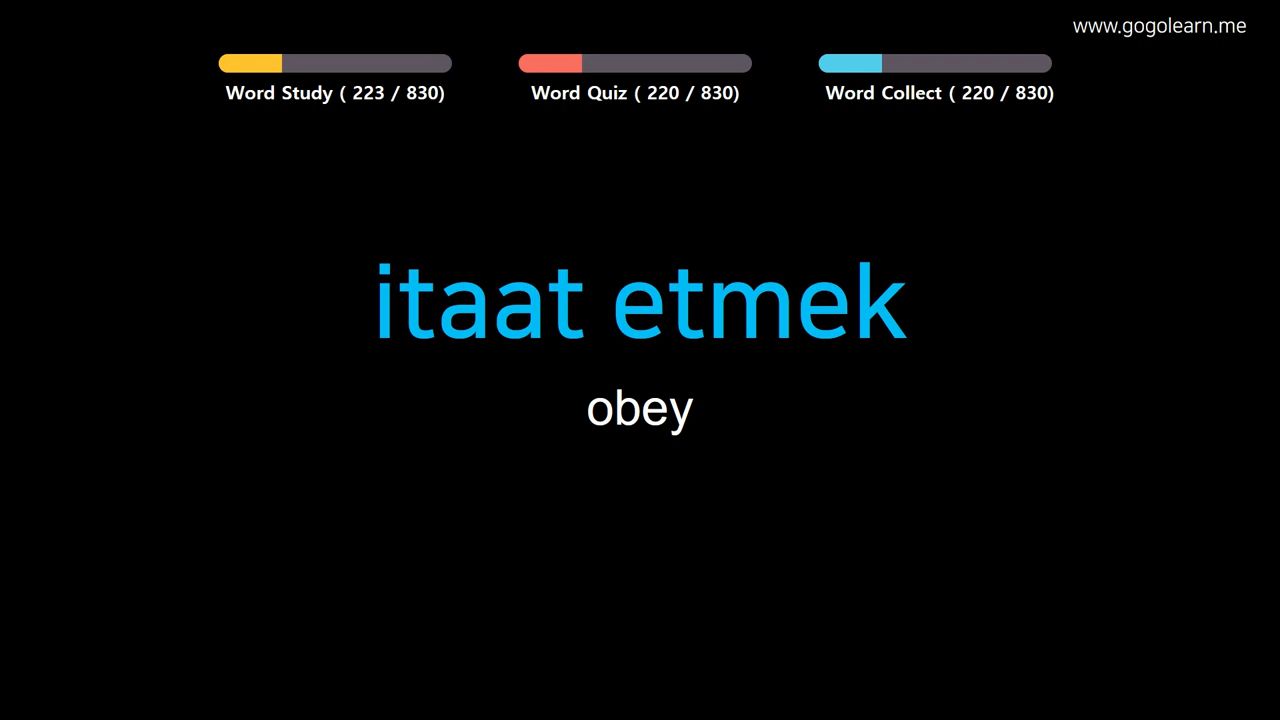 www.gogolearn.me
Word Study ( 223 / 830)
Word Quiz ( 220 / 830)
Word Collect ( 220 / 830)
itaat etmek
obey